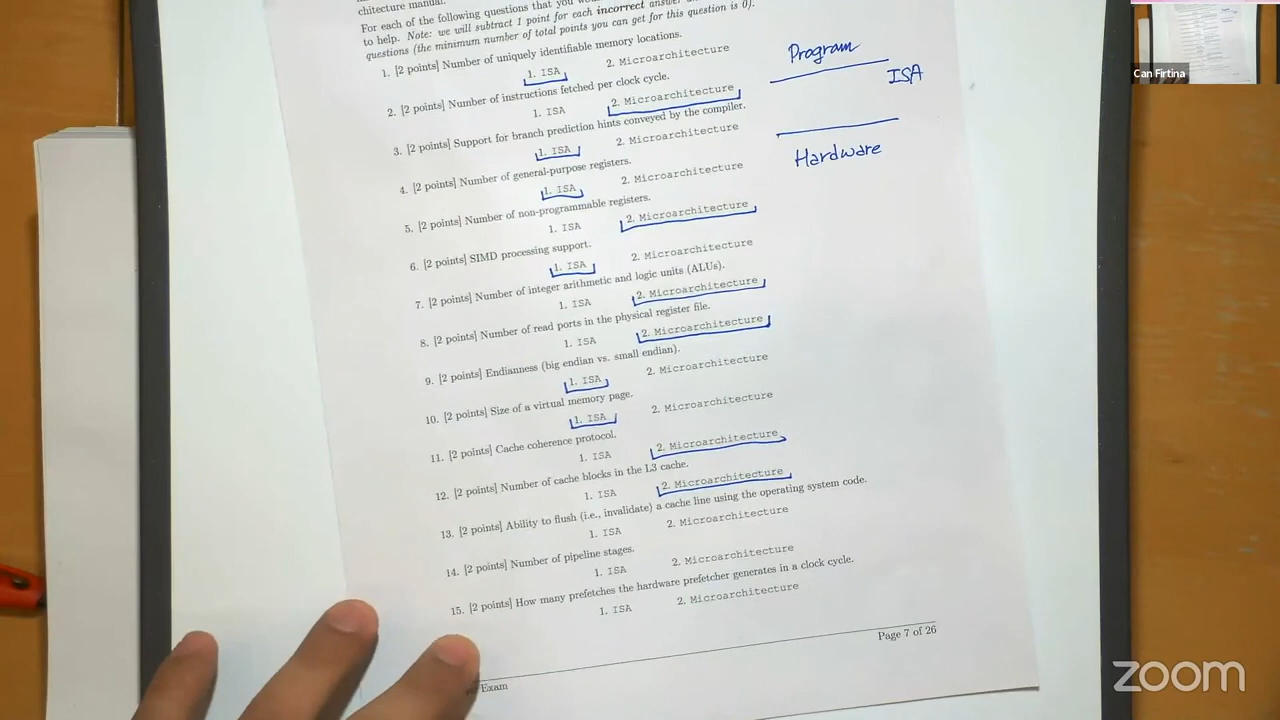 chitecture manual.
For each of the following questions that you
to help. Note: we will subtract 1 point for each incorrect answer
questions (the minimum number of total points you can get for this question is 0).
1. [2 points] Number of uniquely identifiable memory locations.
1. ISA 2. Microarchitecture
2. [2 points] Number of instructions fetched per clock cycle.
1. ISA 2. Microarchitecture
3. [2 points] Support for branch prediction hints conveyed by the compiler.
1. ISA 2. Microarchitecture
4. [2 points] Number of general-purpose registers.
1. ISA 2. Microarchitecture
5. [2 points] Number of non-programmable registers.
1. ISA 2. Microarchitecture
6. [2 points] SIMD processing support.
1. ISA 2. Microarchitecture
7. [2 points] Number of integer arithmetic and logic units (ALUs).
1. ISA 2. Microarchitecture
8. [2 points] Number of read ports in the physical register file.
1. ISA 2. Microarchitecture
9. [2 points] Endianness (big endian vs. small endian).
1. ISA 2. Microarchitecture
10. [2 points] Size of a virtual memory page.
1. ISA 2. Microarchitecture
11. [2 points] Cache coherence protocol.
1. ISA 2. Microarchitecture
12. [2 points] Number of cache blocks in the L3 cache.
1. ISA 2. Microarchitecture
13. [2 points] Ability to flush (i.e., invalidate) a cache line using the operating system code.
1. ISA 2. Microarchitecture
14. [2 points] Number of pipeline stages.
1. ISA 2. Microarchitecture
15. [2 points] How many prefetches the hardware prefetcher generates in a clock cycle.
1. ISA 2. Microarchitecture
Exam
Page 7 of 26
Program
ISA
Hardware
Can Firtina
zoom